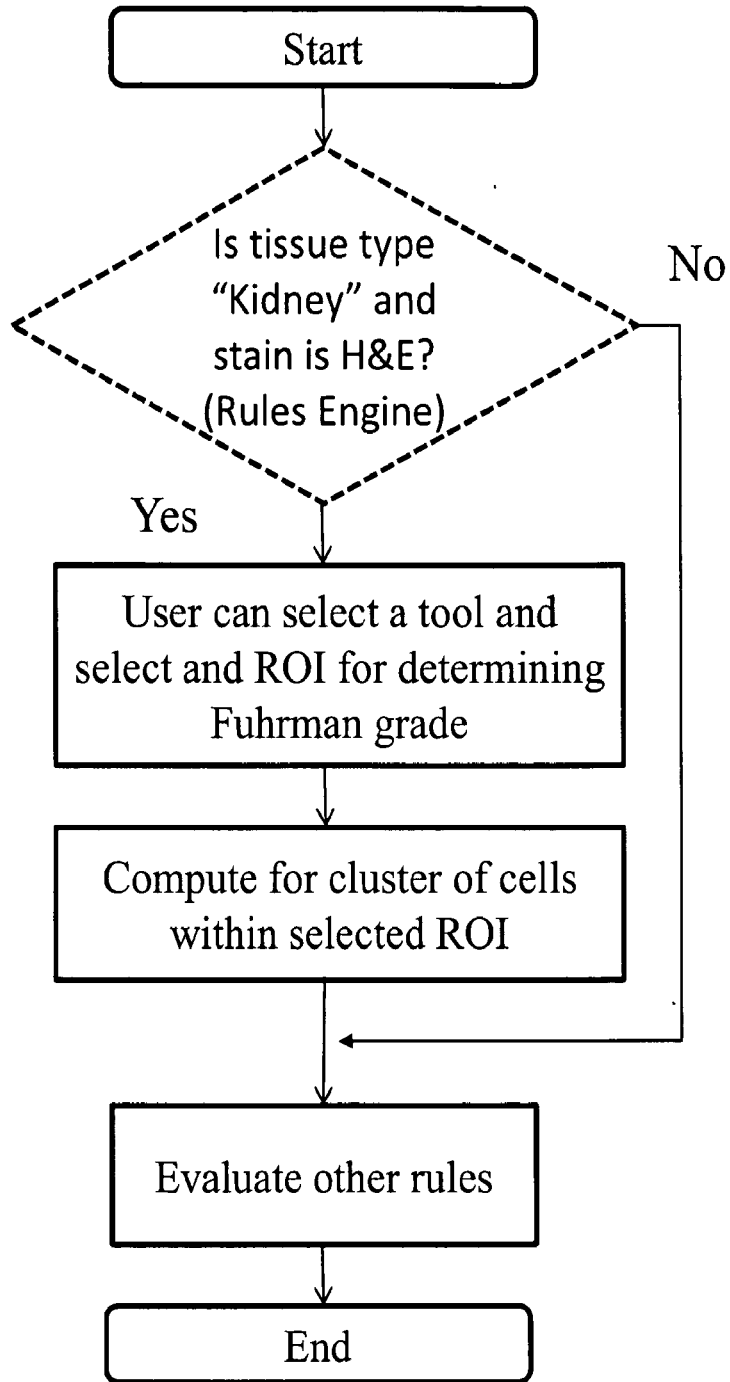 Start
Is tissue type
“Kidney” and
stain is H&E?
(Rules Engine)
No
Yes
User can select a tool and
select and ROI for determining
Fuhrman grade
Compute for cluster of cells
within selected ROI
Evaluate other rules
End